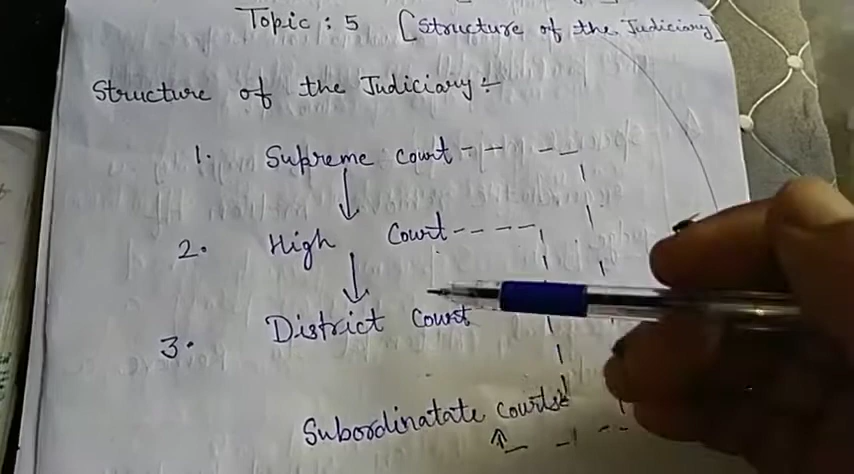 Topic : 5 [Structure of the Judiciary]
Structure of the Judiciary :-
1. Supreme Court
2. High Court
3. District Court
Subordinatate Courts